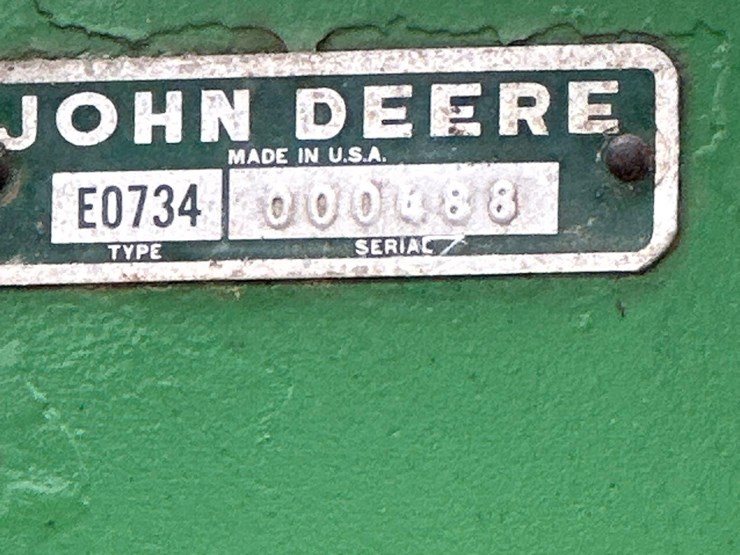 JOHN DEERE
MADE IN U.S.A.
E0734 000488
TYPE SERIAL